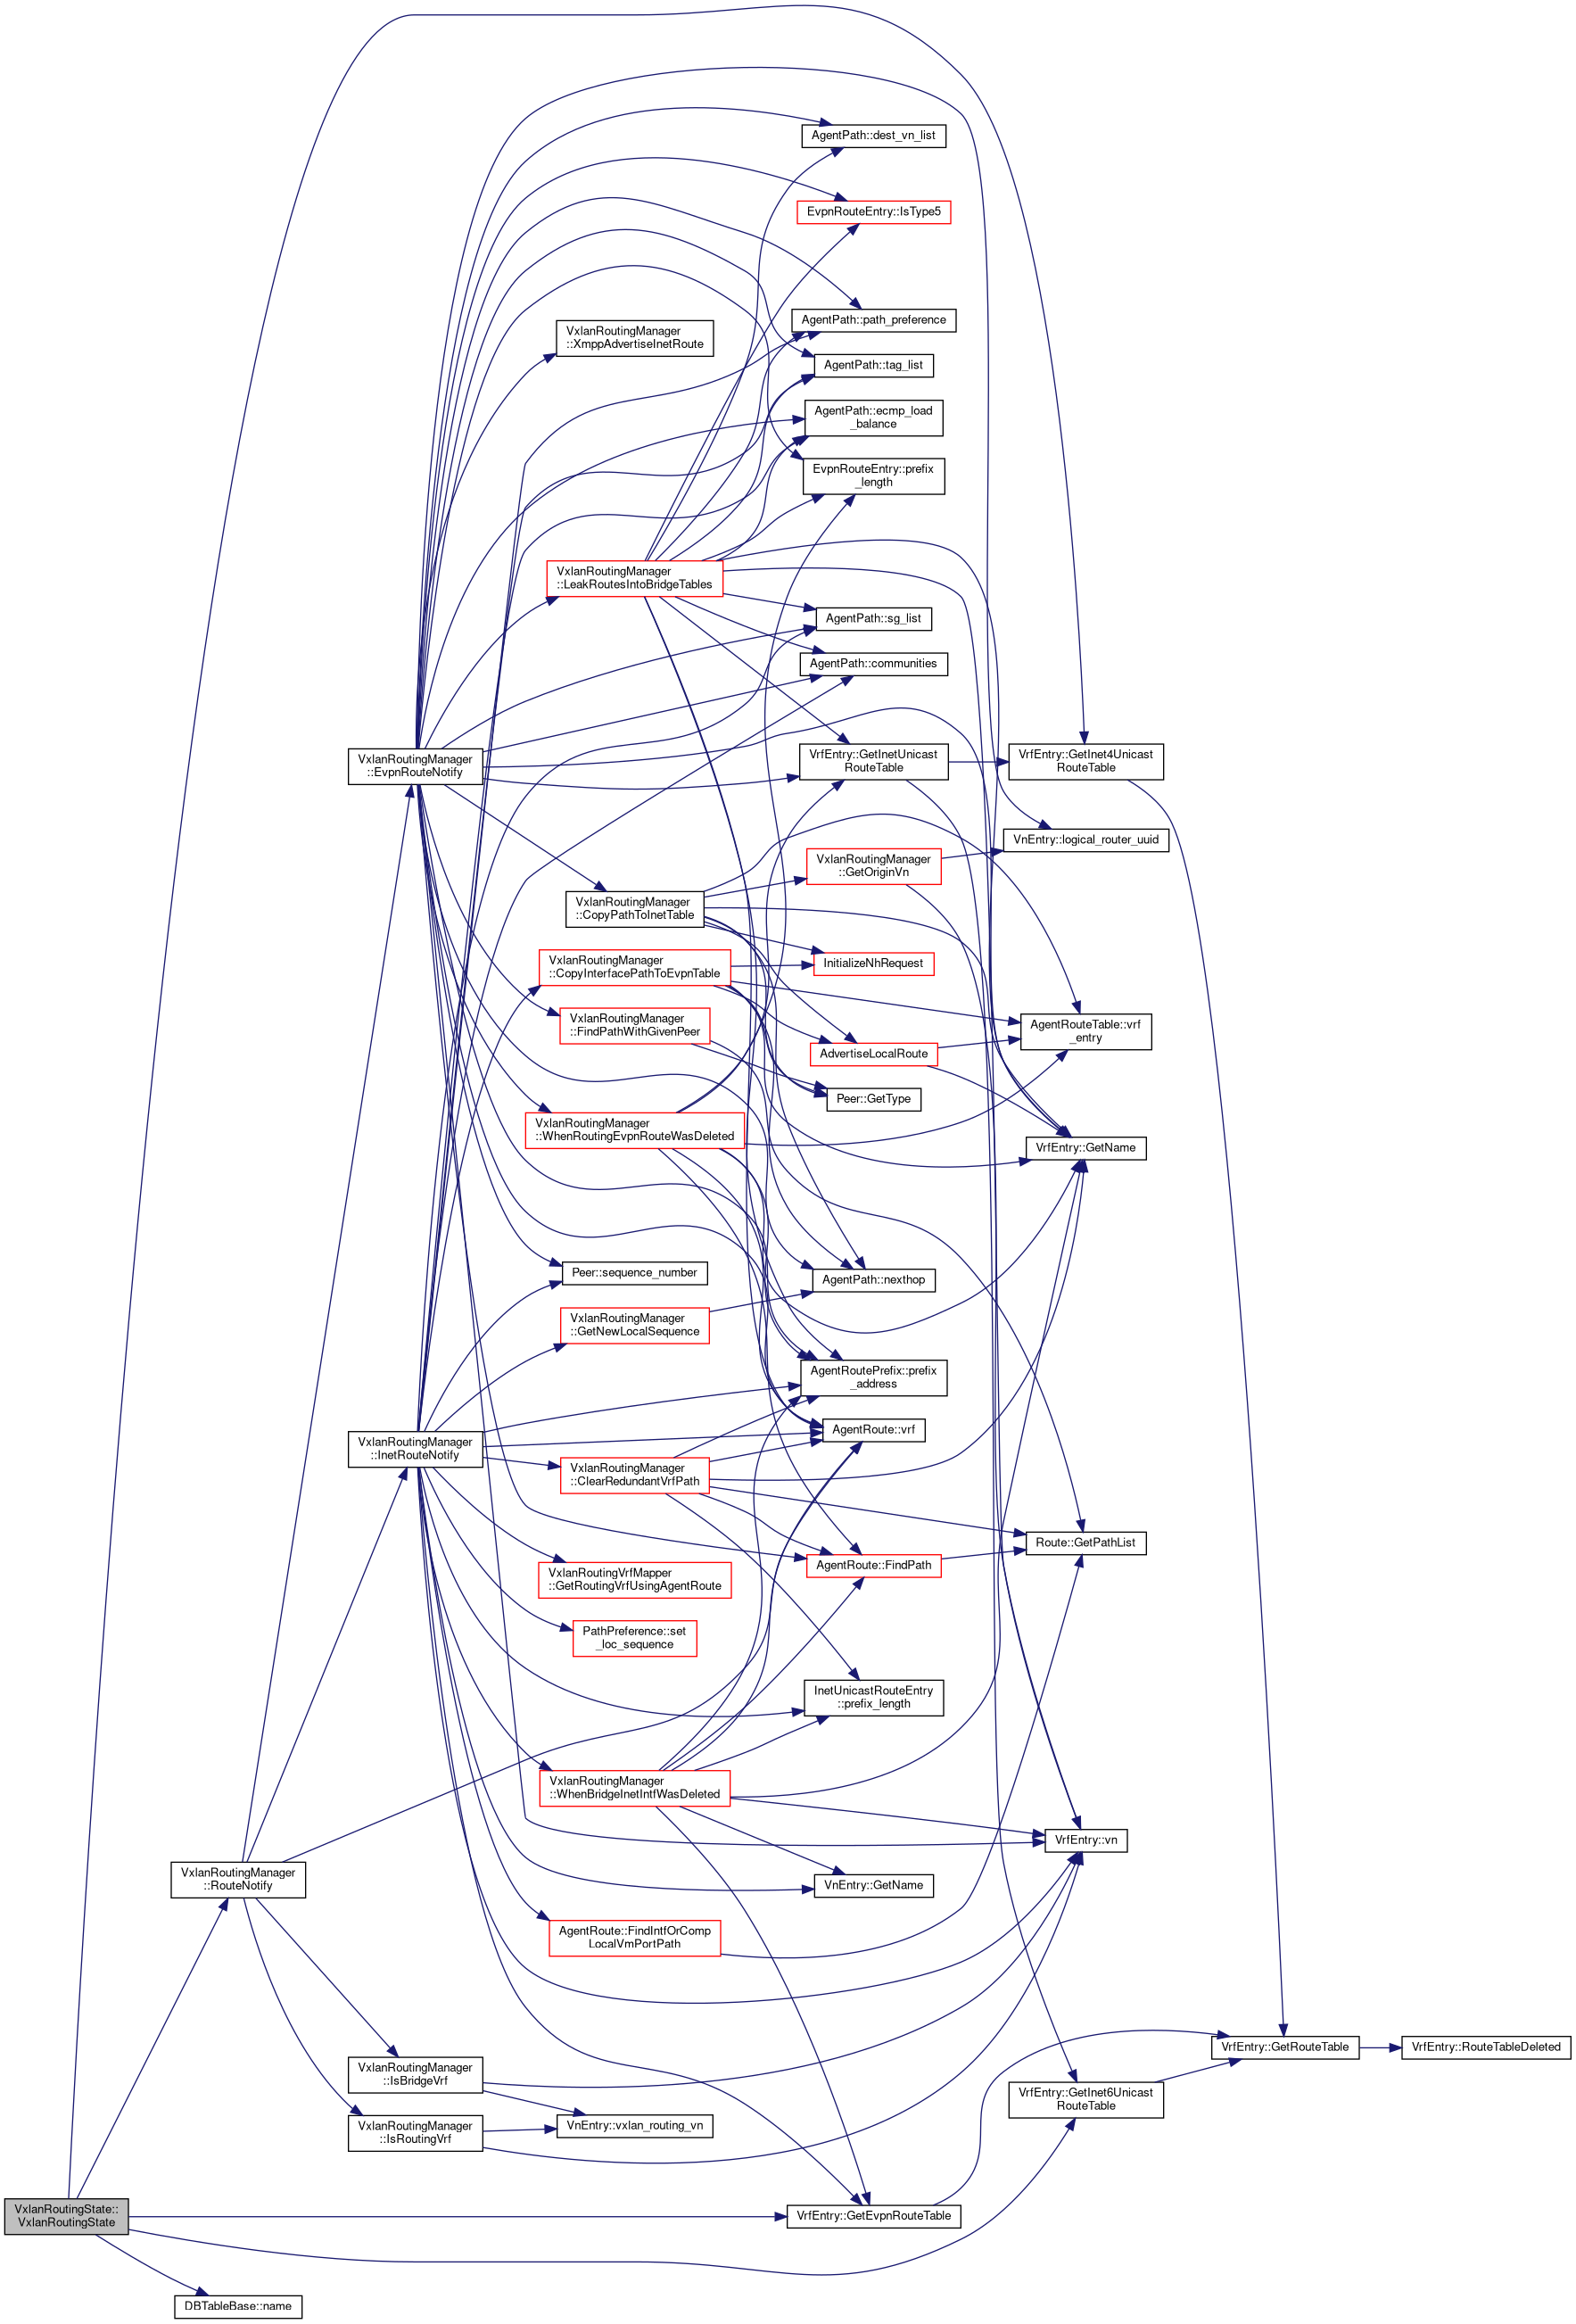 AgentPath::dest_vn_list
EvpnRouteEntry::IsType5
AgentPath::path_preference
VxlanRoutingManager
::XmppAdvertiseInetRoute
AgentPath::tag_list
AgentPath::ecmp_load
_balance
EvpnRouteEntry::prefix
_length
VxlanRoutingManager
::LeakRoutesIntoBridgeTables
AgentPath::sg_list
AgentPath::communities
VxlanRoutingManager
::EvpnRouteNotify
VrfEntry::GetInetUnicast
RouteTable
VrfEntry::GetInet4Unicast
RouteTable
VnEntry::logical_router_uuid
VxlanRoutingManager
::GetOriginVn
VxlanRoutingManager
::CopyPathToInetTable
VxlanRoutingManager
::CopyInterfacePathToEvpnTable
InitializeNhRequest
VxlanRoutingManager
::FindPathWithGivenPeer
AgentRouteTable::vrf
_entry
AdvertiseLocalRoute
Peer::GetType
VxlanRoutingManager
::WhenRoutingEvpnRouteWasDeleted
VrfEntry::GetName
Peer::sequence_number
AgentPath::nexthop
VxlanRoutingManager
::GetNewLocalSequence
AgentRoutePrefix::prefix
_address
AgentRoute::vrf
VxlanRoutingManager
::InetRouteNotify
VxlanRoutingManager
::ClearRedundantVrfPath
Route::GetPathList
AgentRoute::FindPath
VxlanRoutingVrfMapper
::GetRoutingVrfUsingAgentRoute
PathPreference::set
_loc_sequence
InetUnicastRouteEntry
::prefix_length
VxlanRoutingManager
::WhenBridgeInetIntfWasDeleted
VrfEntry::vn
VxlanRoutingManager
::RouteNotify
VnEntry::GetName
AgentRoute::FindIntfOrComp
LocalVmPortPath
VrfEntry::GetRouteTable
VrfEntry::RouteTableDeleted
VxlanRoutingManager
::IsBridgeVrf
VrfEntry::GetInet6Unicast
RouteTable
VxlanRoutingManager
::IsRoutingVrf
VnEntry::vxlan_routing_vn
VxlanRoutingState::
VxlanRoutingState
VrfEntry::GetEvpnRouteTable
DBTableBase::name